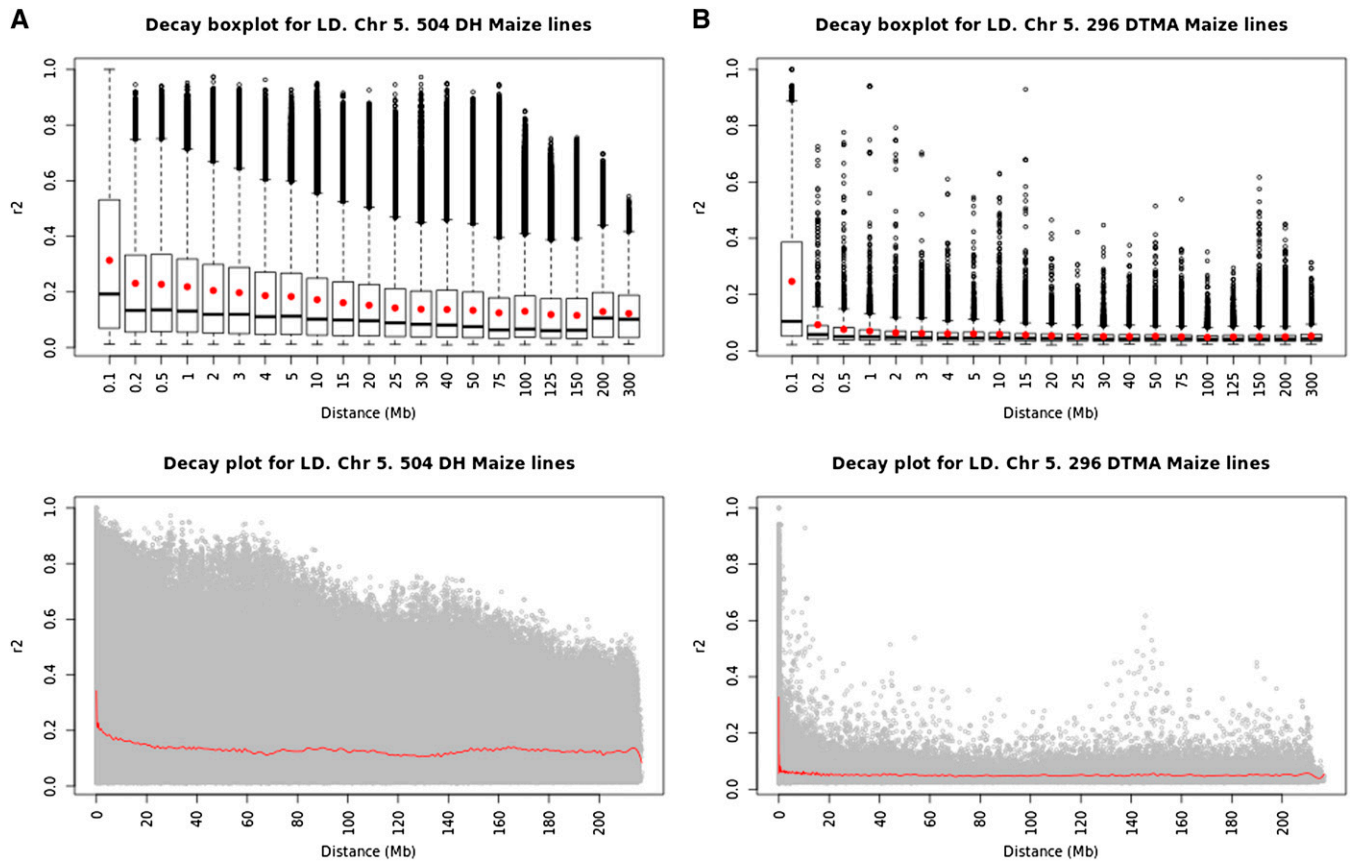 A
Decay boxplot for LD. Chr 5. 504 DH Maize lines
1.0
0.8
0.6
0.4
0.2
0.0
r2
0.1 0.2 0.5 1 2 3 4 5 10 15 20 25 30 40 50 75 100 125 150 200 300
Distance (Mb)
B
Decay boxplot for LD. Chr 5. 296 DTMA Maize lines
1.0
0.8
0.6
0.4
0.2
0.0
r2
0.1 0.2 0.5 1 2 3 4 5 10 15 20 25 30 40 50 75 100 125 150 200 300
Distance (Mb)
Decay plot for LD. Chr 5. 504 DH Maize lines
1.0
0.8
0.6
0.4
0.2
0.0
r2
0 20 40 60 80 100 120 140 160 180 200
Distance (Mb)
Decay plot for LD. Chr 5. 296 DTMA Maize lines
1.0
0.8
0.6
0.4
0.2
0.0
r2
0 20 40 60 80 100 120 140 160 180 200
Distance (Mb)